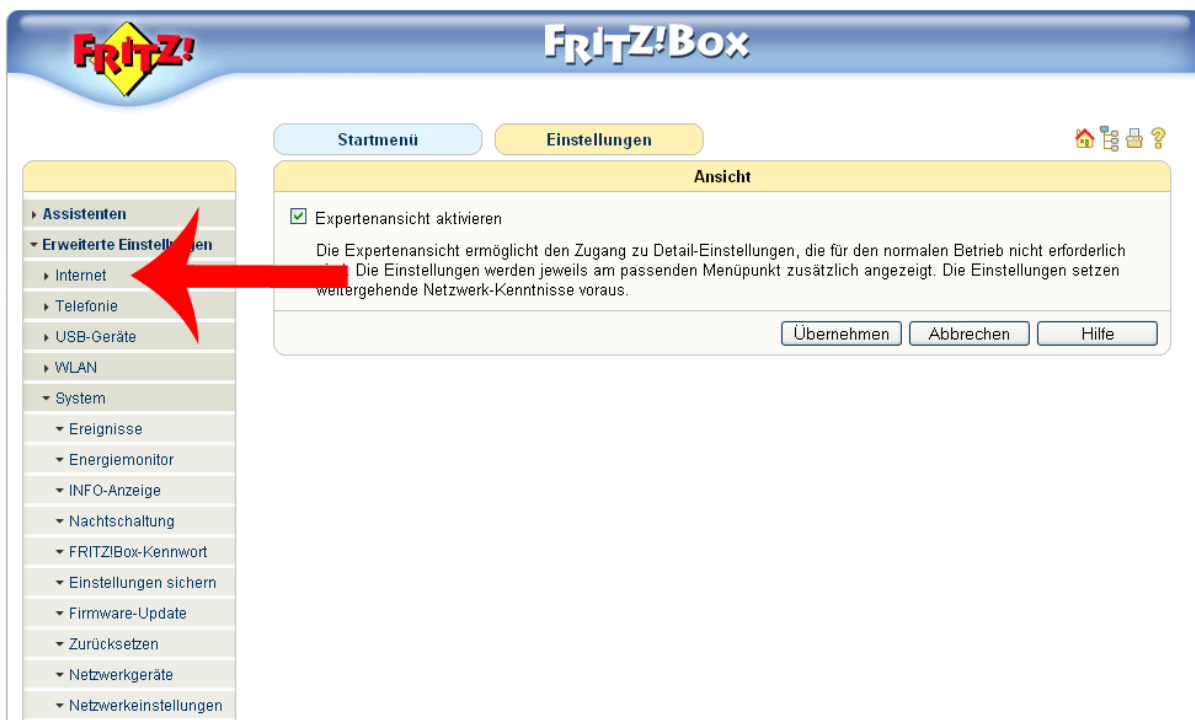 FRITZ!
FRITZ!Box
Startmenü
Einstellungen
Ansicht
Expertenansicht aktivieren
Die Expertenansicht ermöglicht den Zugang zu Detail-Einstellungen, die für den normalen Betrieb nicht erforderlich
Die Einstellungen werden jeweils am passenden Menüpunkt zusätzlich angezeigt. Die Einstellungen setzen
weitergehende Netzwerk-Kenntnisse voraus.
Übernehmen
Abbrechen
Hilfe
Assistenten
Erweiterte Einstellungen
Internet
Telefonie
USB-Geräte
WLAN
System
Ereignisse
Energiemonitor
INFO-Anzeige
Nachtschaltung
FRITZ!Box-Kennwort
Einstellungen sichern
Firmware-Update
Zurücksetzen
Netzwerkgeräte
Netzwerkeinstellungen